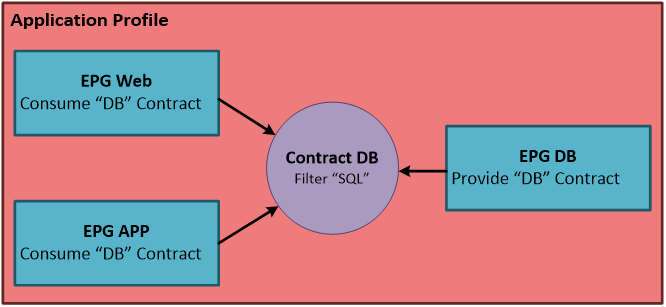 Application Profile
EPG Web
Consume “DB” Contract
Contract DB
Filter “SQL”
EPG DB
Provide “DB” Contract
EPG APP
Consume “DB” Contract